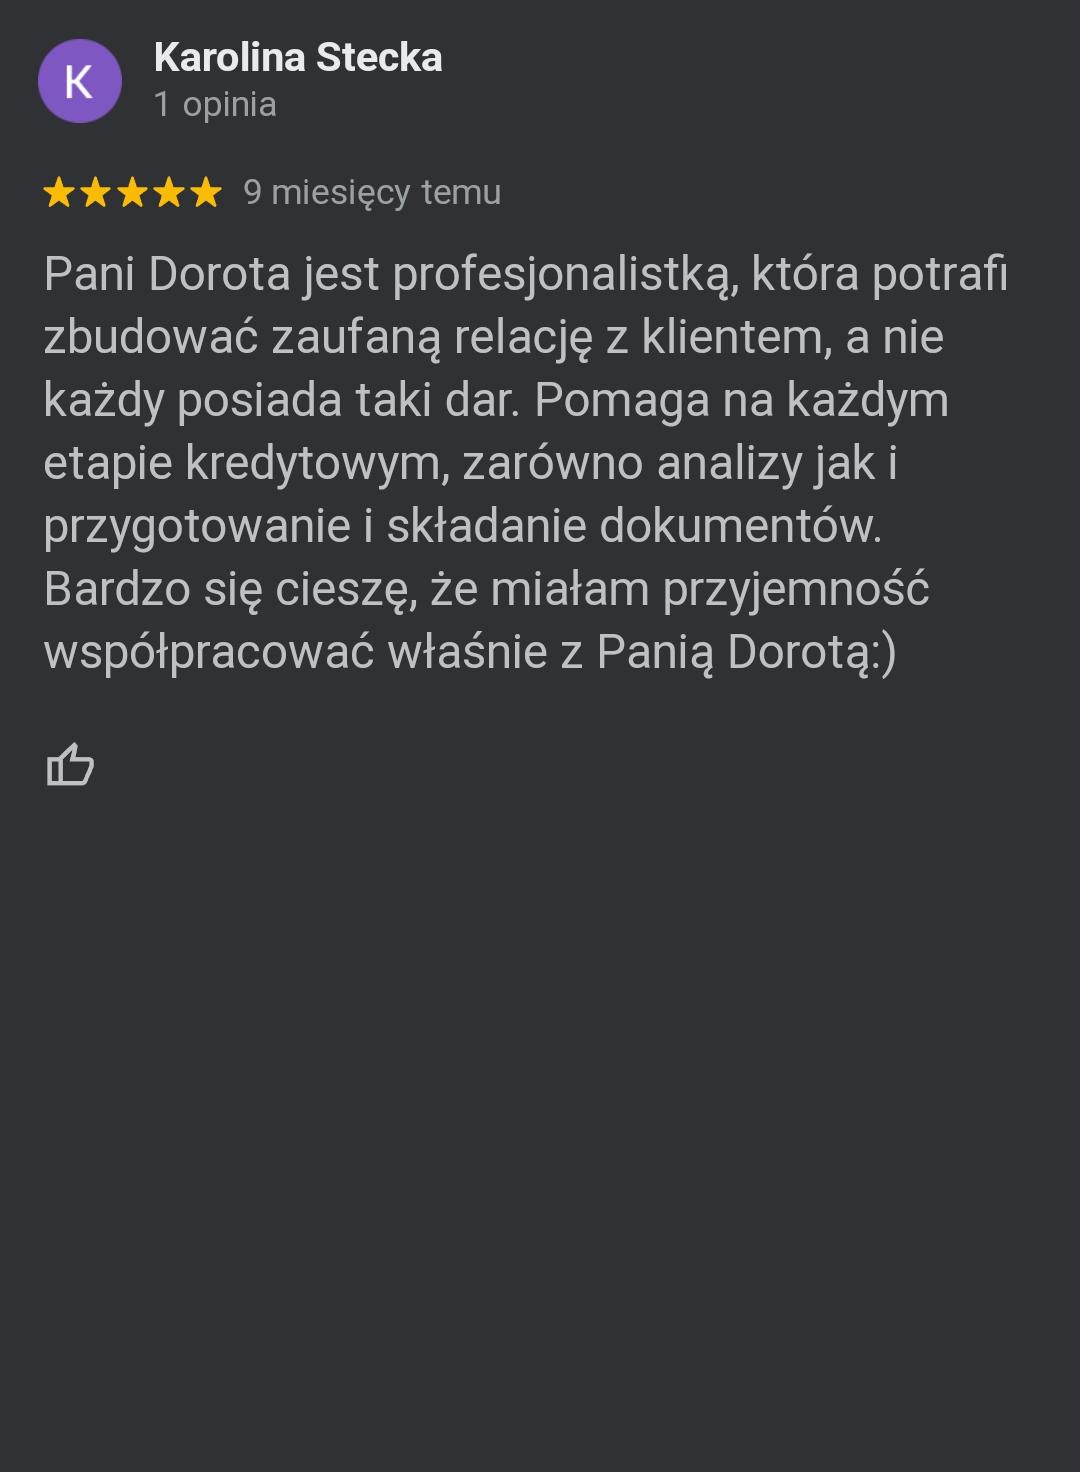 K
Karolina Stecka
1 opinia
9 miesięcy temu
Pani Dorota jest profesjonalistką, która potrafi
zbudować zaufaną relację z klientem, a nie
każdy posiada taki dar. Pomaga na każdym
etapie kredytowym, zarówno analizy jak i
przygotowanie i składanie dokumentów.
Bardzo się cieszę, że miałam przyjemność
współpracować właśnie z Panią Dorotą:)